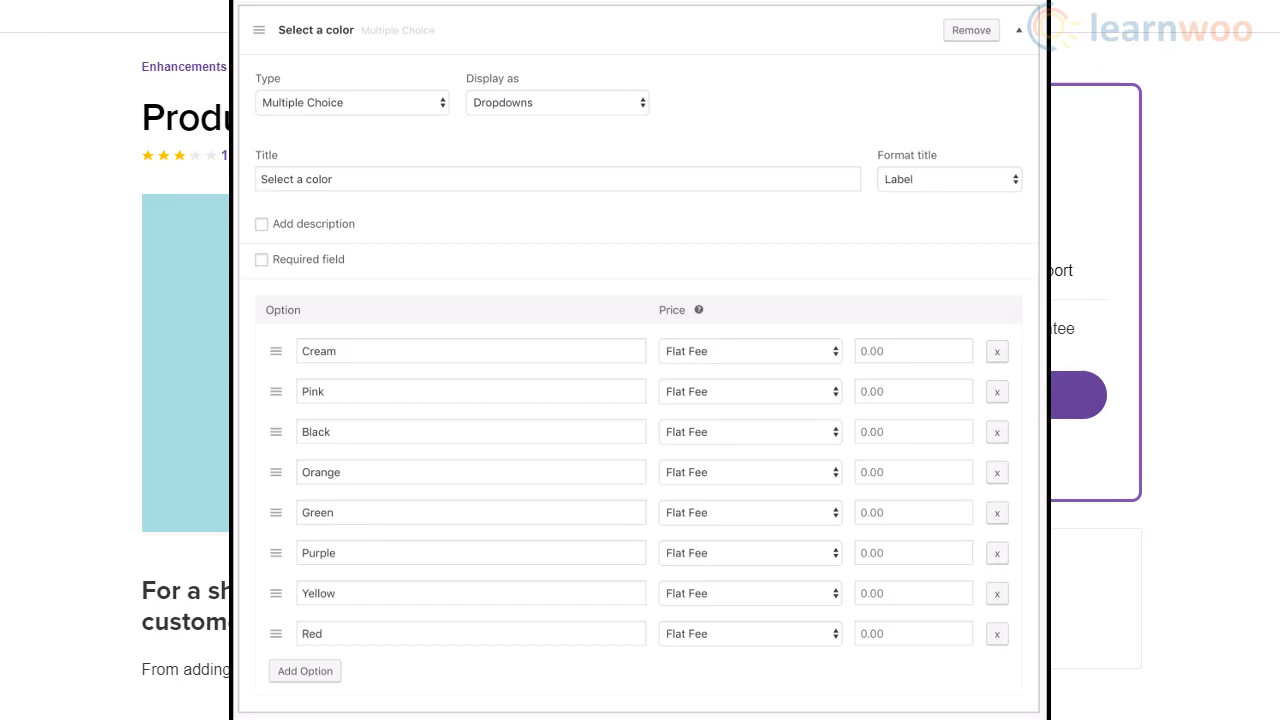 learnwoo
Select a color Multiple Choice Remove
Enhancements
Type Display as
Multiple Choice Dropdowns
Produ
1
Title Format title
Select a color Label
Add description
Required field
port
Option Price ?
ntee
Cream Flat Fee 0.00 x
Pink Flat Fee 0.00 x
Black Flat Fee 0.00 x
Orange Flat Fee 0.00 x
Green Flat Fee 0.00 x
Purple Flat Fee 0.00 x
Yellow Flat Fee 0.00 x
For a sh
custom
Red Flat Fee 0.00 x
From adding
Add Option